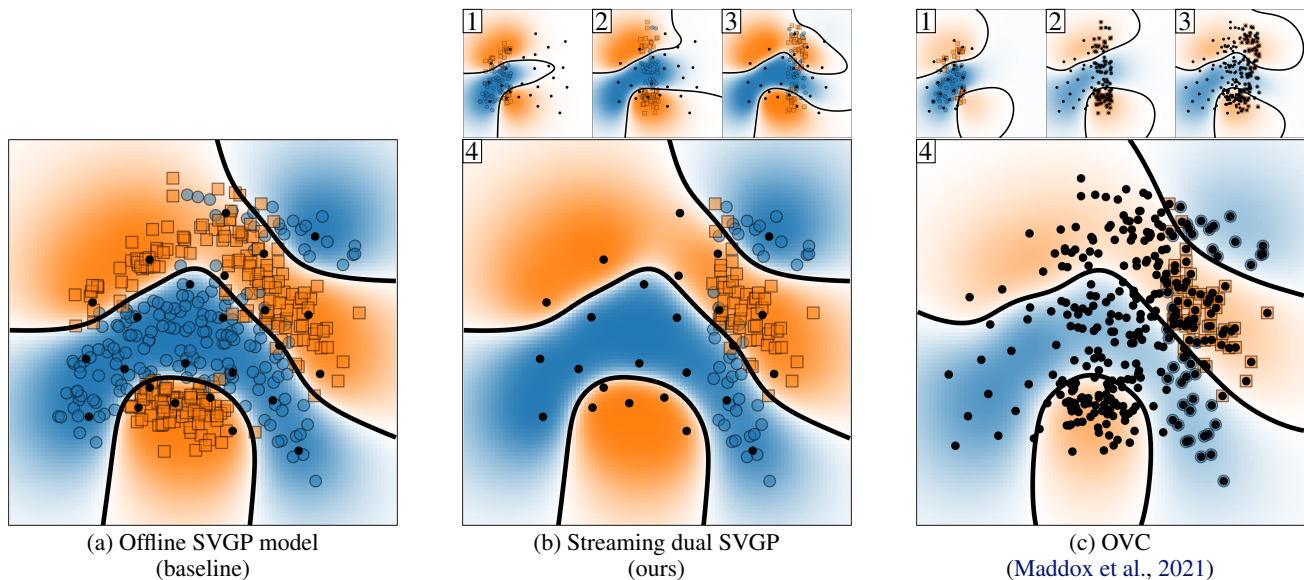 1
2
3
1
2
3
4
4
(a) Offline SVGP model
(baseline)
(b) Streaming dual SVGP
(ours)
(c) OVC
(Maddox et al., 2021)